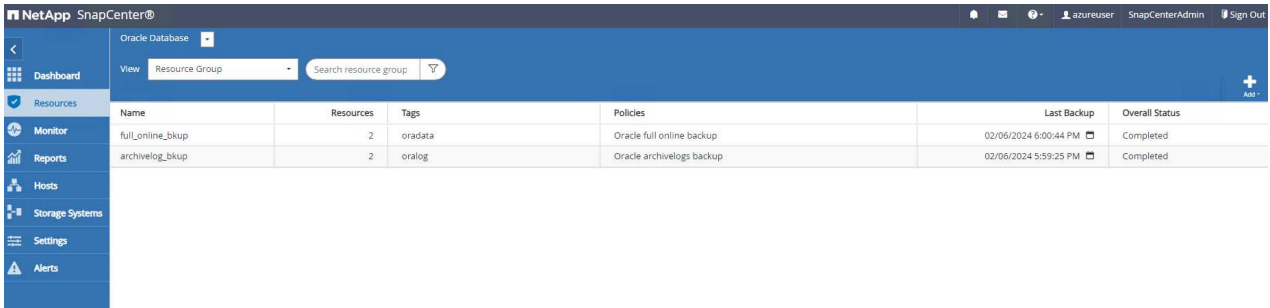 NetApp SnapCenter®
azureuser SnapCenterAdmin Sign Out
Oracle Database
View Resource Group Search resource group
Add
Dashboard
Resources
Monitor
Reports
Hosts
Storage Systems
Settings
Alerts
Name Resources Tags Policies Last Backup Overall Status
full_online_bkup 2 oradata Oracle full online backup 02/06/2024 6:00:44 PM Completed
archivelog_bkup 2 oralog Oracle archivelogs backup 02/06/2024 5:59:25 PM Completed